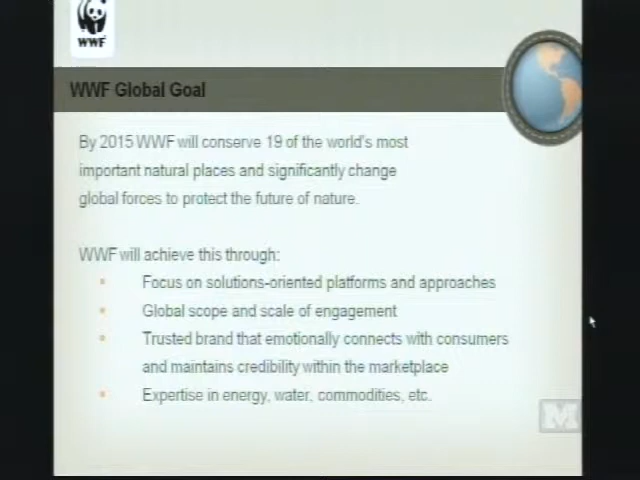 WWF
WWF Global Goal
By 2015 WWF will conserve 19 of the world's most
important natural places and significantly change
global forces to protect the future of nature.
WWF will achieve this through:
Focus on solutions-oriented platforms and approaches
Global scope and scale of engagement
Trusted brand that emotionally connects with consumers
and maintains credibility within the marketplace
Expertise in energy, water, commodities, etc.
M